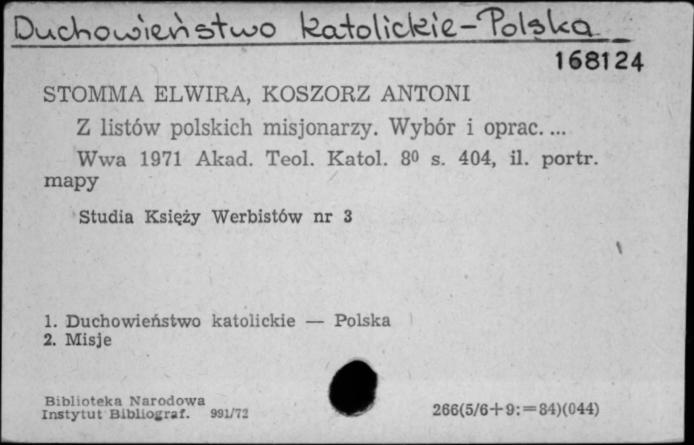 Duchowieństwo katolickie-Polska
168124
STOMMA ELWIRA, KOSZORZ ANTONI
Z listów polskich misjonarzy. Wybór i oprac. ...
Wwa 1971 Akad. Teol. Katol. 8⁰ s. 404, il. portr.
mapy
Studia Księży Werbistów nr 3
1. Duchowieństwo katolickie — Polska
2. Misje
Biblioteka Narodowa
Instytut Bibliograf. 991/72
266(5/6+9:=84)(044)